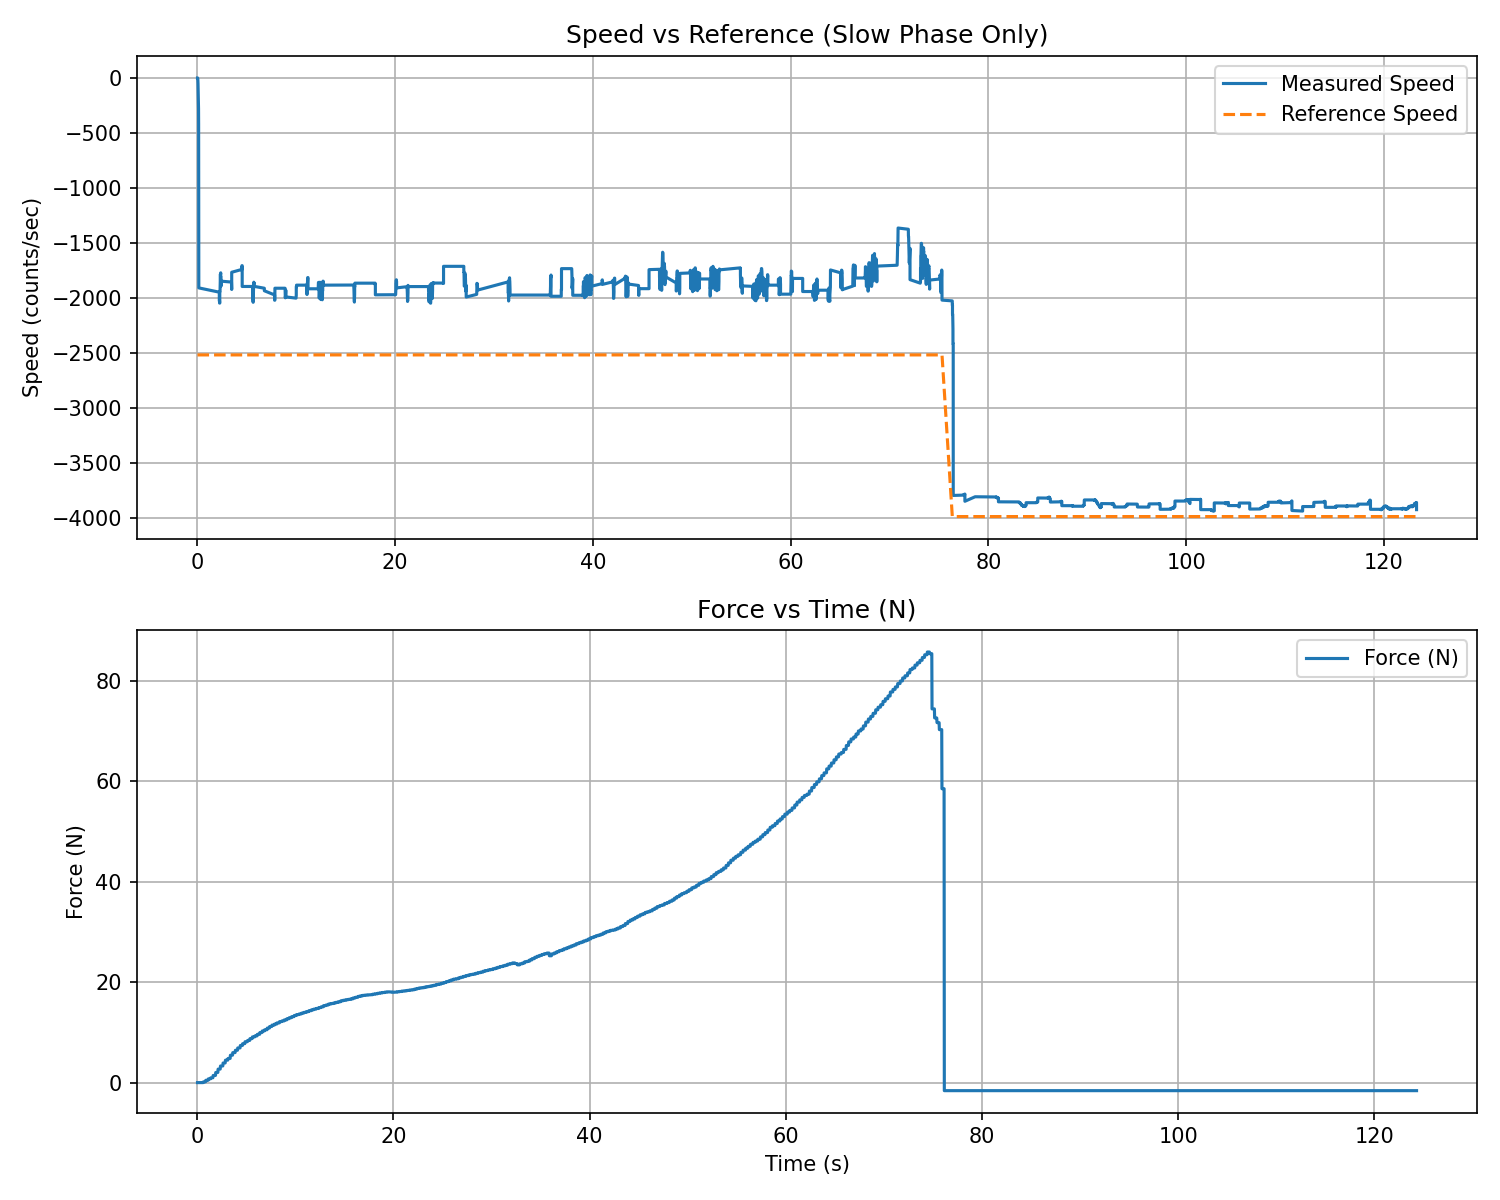 Speed vs Reference (Slow Phase Only)
Speed (counts/sec)
0
−500
−1000
−1500
−2000
−2500
−3000
−3500
−4000
Measured Speed
Reference Speed
0 20 40 60 80 100 120
Force vs Time (N)
Force (N)
80
60
40
20
0
Force (N)
0 20 40 60 80 100 120
Time (s)